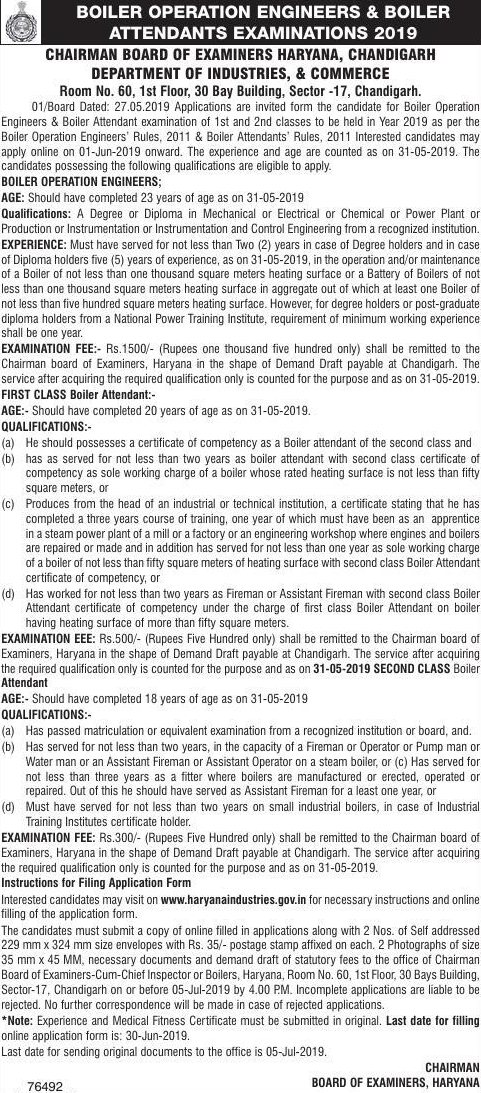 BOILER OPERATION ENGINEERS & BOILER
ATTENDANTS EXAMINATIONS 2019
CHAIRMAN BOARD OF EXAMINERS HARYANA, CHANDIGARH
DEPARTMENT OF INDUSTRIES, & COMMERCE
Room No. 60, 1st Floor, 30 Bay Building, Sector -17, Chandigarh.
01/Board Dated: 27.05.2019 Applications are invited form the candidate for Boiler Operation
Engineers & Boiler Attendant examination of 1st and 2nd classes to be held in Year 2019 as per the
Boiler Operation Engineers' Rules, 2011 & Boiler Attendants' Rules, 2011 Interested candidates may
apply online on 01-Jun-2019 onward. The experience and age are counted as on 31-05-2019. The
candidates possessing the following qualifications are eligible to apply.
BOILER OPERATION ENGINEERS;
AGE: Should have completed 23 years of age as on 31-05-2019
Qualifications: A Degree or Diploma in Mechanical or Electrical or Chemical or Power Plant or
Production or Instrumentation or Instrumentation and Control Engineering from a recognized institution.
EXPERIENCE: Must have served for not less than Two (2) years in case of Degree holders and in case
of Diploma holders five (5) years of experience, as on 31-05-2019, in the operation and/or maintenance
of a Boiler of not less than one thousand square meters heating surface or a Battery of Boilers of not
less than one thousand square meters heating surface in aggregate out of which at least one Boiler of
not less than five hundred square meters heating surface. However, for degree holders or post-graduate
diploma holders from a National Power Training Institute, requirement of minimum working experience
shall be one year.
EXAMINATION FEE:- Rs.1500/- (Rupees one thousand five hundred only) shall be remitted to the
Chairman board of Examiners, Haryana in the shape of Demand Draft payable at Chandigarh. The
service after acquiring the required qualification only is counted for the purpose and as on 31-05-2019.
FIRST CLASS Boiler Attendant:-
AGE:- Should have completed 20 years of age as on 31-05-2019.
QUALIFICATIONS:-
(a) He should possesses a certificate of competency as a Boiler attendant of the second class and
(b) has as served for not less than two years as boiler attendant with second class certificate of
competency as sole working charge of a boiler whose rated heating surface is not less than fifty
square meters, or
(c) Produces from the head of an industrial or technical institution, a certificate stating that he has
completed a three years course of training, one year of which must have been as an apprentice
in a steam power plant of a mill or a factory or an engineering workshop where engines and boilers
are repaired or made and in addition has served for not less than one year as sole working charge
of a boiler of not less than fifty square meters of heating surface with second class Boiler Attendant
certificate of competency, or
(d) Has worked for not less than two years as Fireman or Assistant Fireman with second class Boiler
Attendant certificate of competency under the charge of first class Boiler Attendant on boiler
having heating surface of more than fifty square meters.
EXAMINATION EEE: Rs.500/- (Rupees Five Hundred only) shall be remitted to the Chairman board of
Examiners, Haryana in the shape of Demand Draft payable at Chandigarh. The service after acquiring
the required qualification only is counted for the purpose and as on 31-05-2019 SECOND CLASS Boiler
Attendant
AGE:- Should have completed 18 years of age as on 31-05-2019
QUALIFICATIONS:-
(a) Has passed matriculation or equivalent examination from a recognized institution or board, and.
(b) Has served for not less than two years, in the capacity of a Fireman or Operator or Pump man or
Water man or an Assistant Fireman or Assistant Operator on a steam boiler, or (c) Has served for
not less than three years as a fitter where boilers are manufactured or erected, operated or
repaired. Out of this he should have served as Assistant Fireman for a least one year, or
(d) Must have served for not less than two years on small industrial boilers, in case of Industrial
Training Institutes certificate holder.
EXAMINATION FEE: Rs.300/- (Rupees Five Hundred only) shall be remitted to the Chairman board of
Examiners, Haryana in the shape of Demand Draft payable at Chandigarh. The service after acquiring
the required qualification only is counted for the purpose and as on 31-05-2019.
Instructions for Filing Application Form
Interested candidates may visit on www.haryanaindustries.gov.in for necessary instructions and online
filling of the application form.
The candidates must submit a copy of online filled in applications along with 2 Nos. of Self addressed
229 mm x 324 mm size envelopes with Rs. 35/- postage stamp affixed on each. 2 Photographs of size
35 mm x 45 MM, necessary documents and demand draft of statutory fees to the office of Chairman
Board of Examiners-Cum-Chief Inspector or Boilers, Haryana, Room No. 60, 1st Floor, 30 Bays Building,
Sector-17, Chandigarh on or before 05-Jul-2019 by 4.00 P.M. Incomplete applications are liable to be
rejected. No further correspondence will be made in case of rejected applications.
*Note: Experience and Medical Fitness Certificate must be submitted in original. Last date for filling
online application form is: 30-Jun-2019.
Last date for sending original documents to the office is 05-Jul-2019.
CHAIRMAN
76492 BOARD OF EXAMINERS, HARYANA